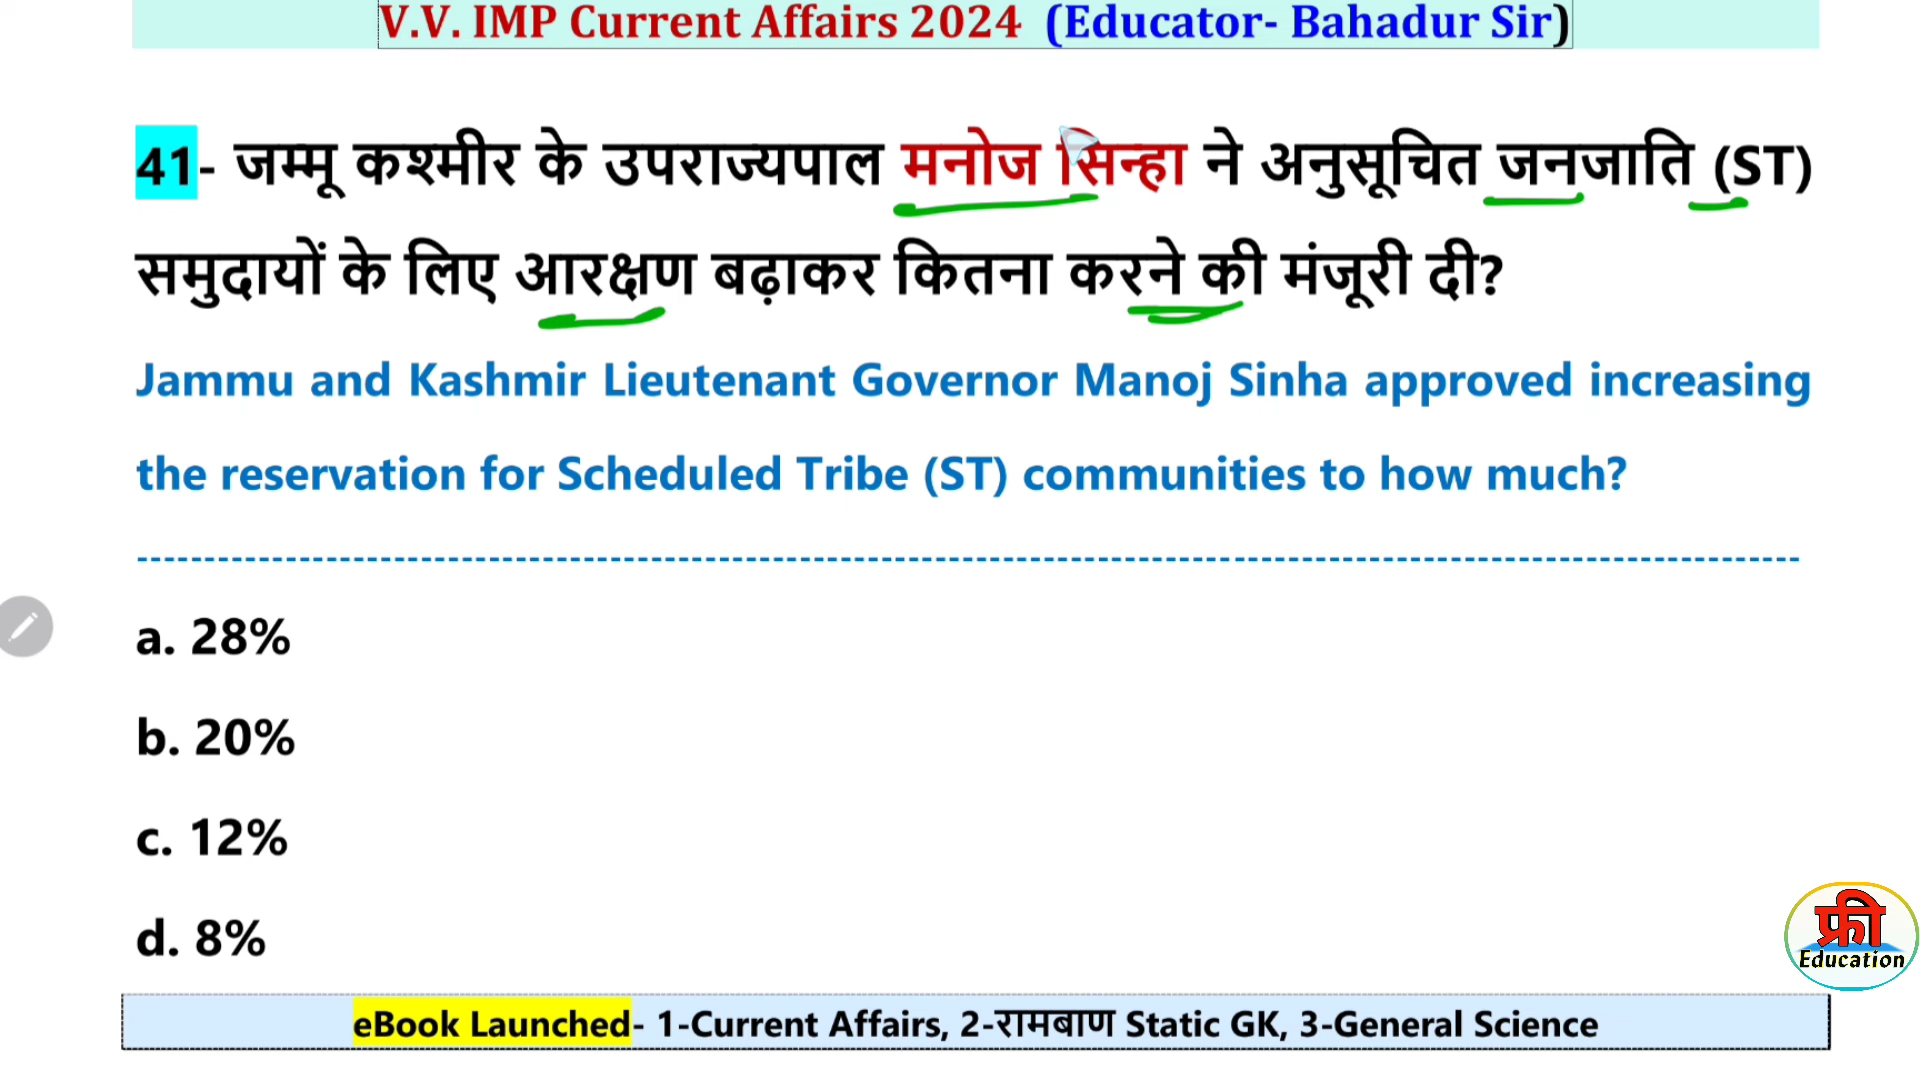 V.V. IMP Current Affairs 2024 (Educator- Bahadur Sir)
41- जम्मू कश्मीर के उपराज्यपाल मनोज सिन्हा ने अनुसूचित जनजाति (ST)
समुदायों के लिए आरक्षण बढ़ाकर कितना करने की मंजूरी दी?
Jammu and Kashmir Lieutenant Governor Manoj Sinha approved increasing
the reservation for Scheduled Tribe (ST) communities to how much?
a. 28%
b. 20%
c. 12%
d. 8%
फ्री
Education
eBook Launched- 1-Current Affairs, 2-रामबाण Static GK, 3-General Science